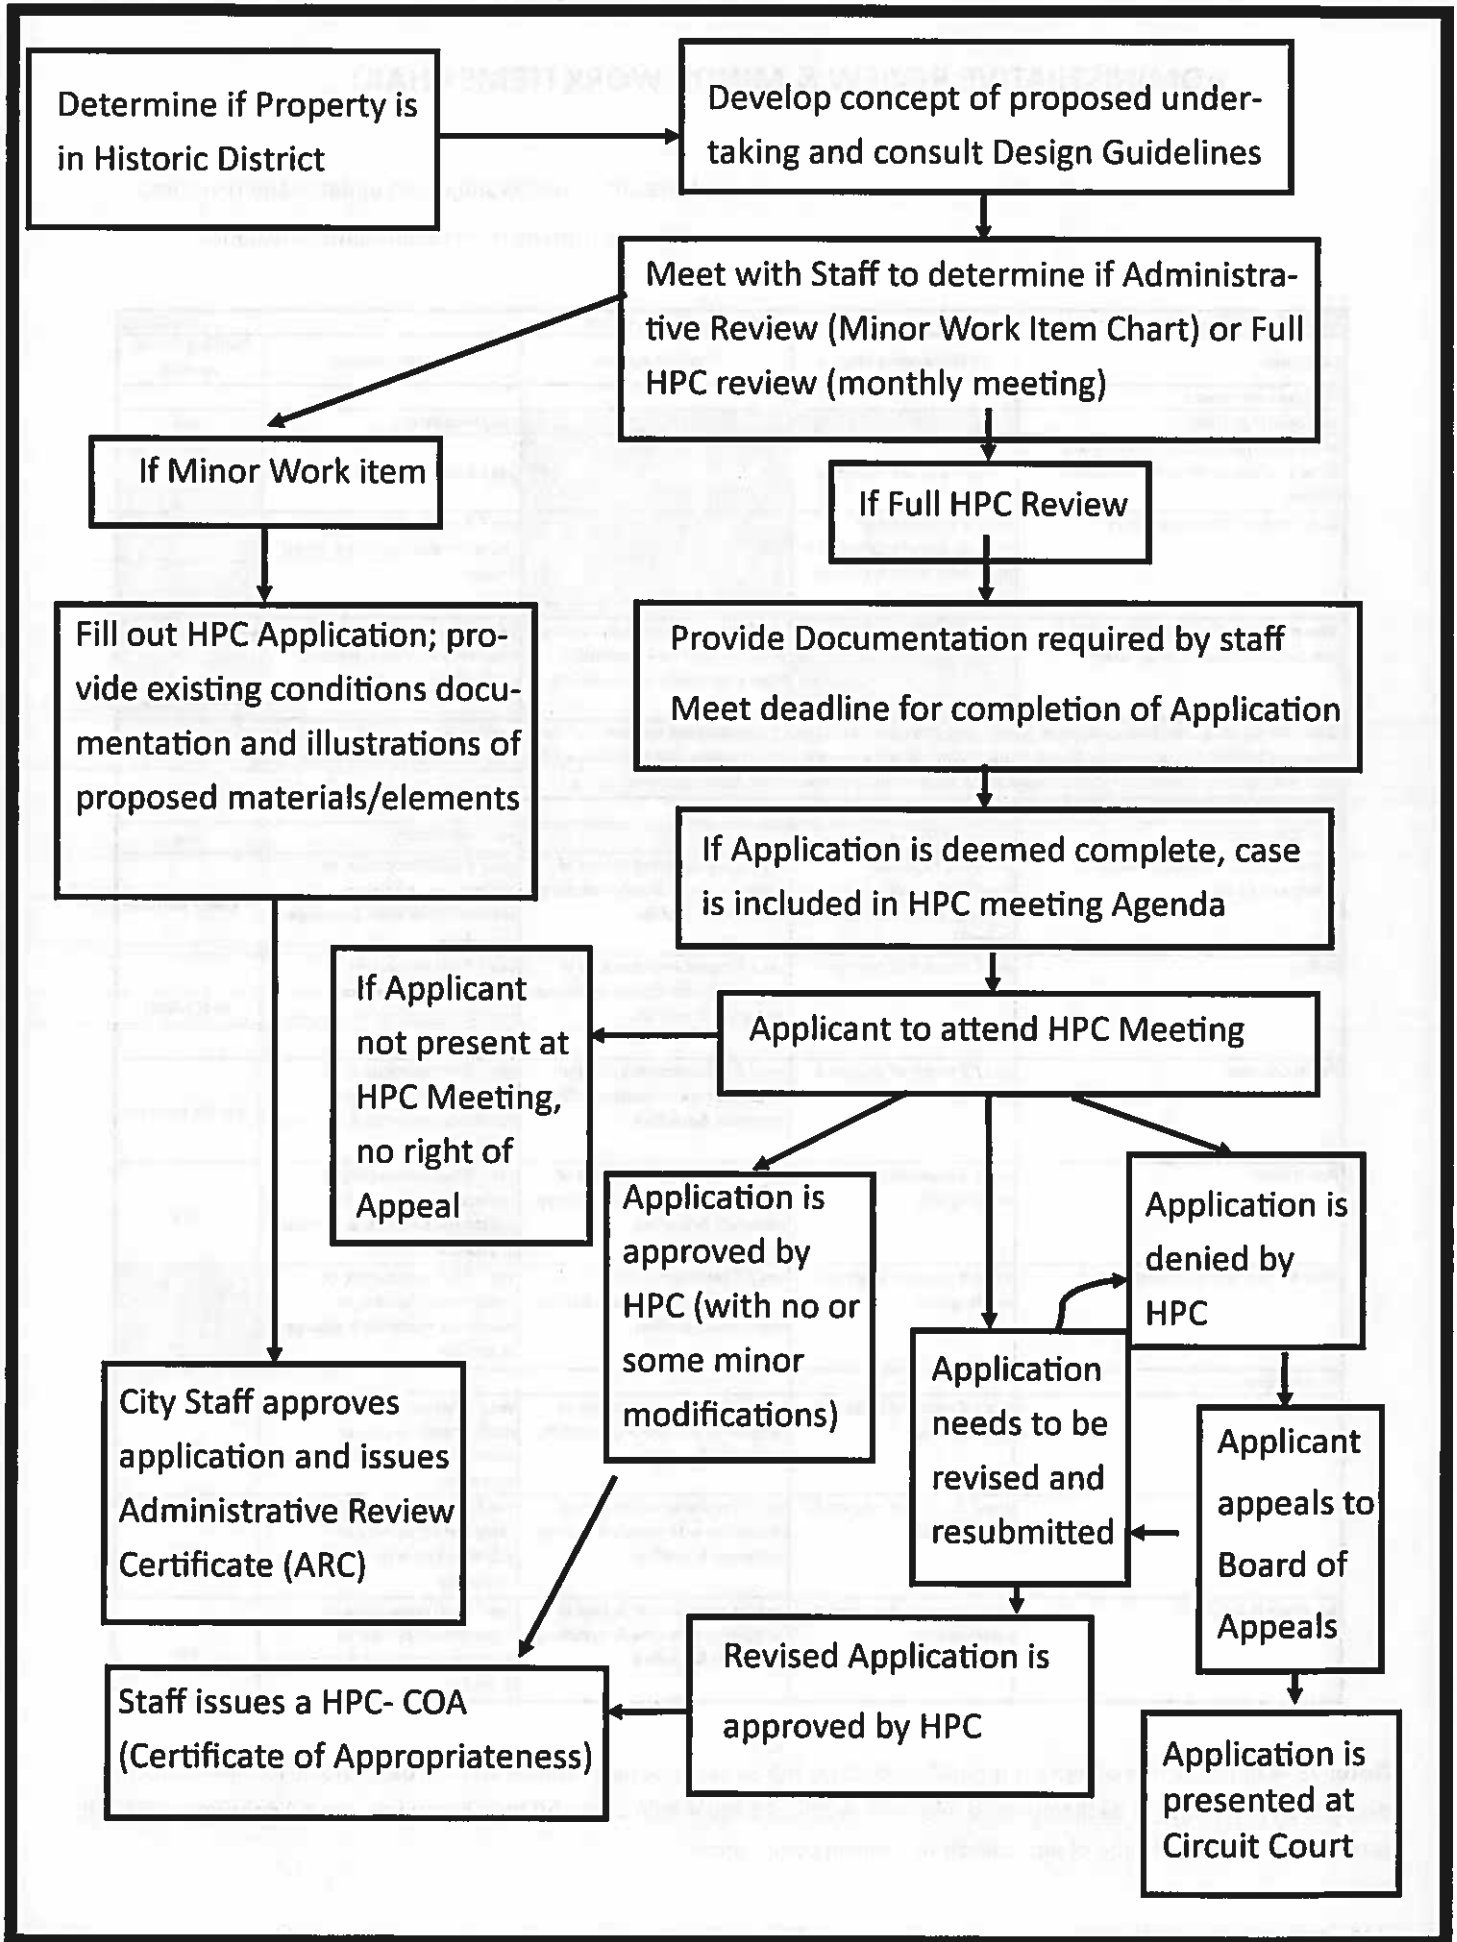 Determine if Property is
in Historic District
Develop concept of proposed under-
taking and consult Design Guidelines
Meet with Staff to determine if Administra-
tive Review (Minor Work Item Chart) or Full
HPC review (monthly meeting)
If Minor Work item
If Full HPC Review
Fill out HPC Application; pro-
vide existing conditions docu-
mentation and illustrations of
proposed materials/elements
Provide Documentation required by staff
Meet deadline for completion of Application
If Application is deemed complete, case
is included in HPC meeting Agenda
If Applicant
not present at
HPC Meeting,
no right of
Appeal
Applicant to attend HPC Meeting
Application is
approved by
HPC (with no or
some minor
modifications)
Application is
denied by
HPC
Application
needs to be
revised and
resubmitted
Applicant
appeals to
Board of
Appeals
City Staff approves
application and issues
Administrative Review
Certificate (ARC)
Revised Application is
approved by HPC
Staff issues a HPC- COA
(Certificate of Appropriateness)
Application is
presented at
Circuit Court